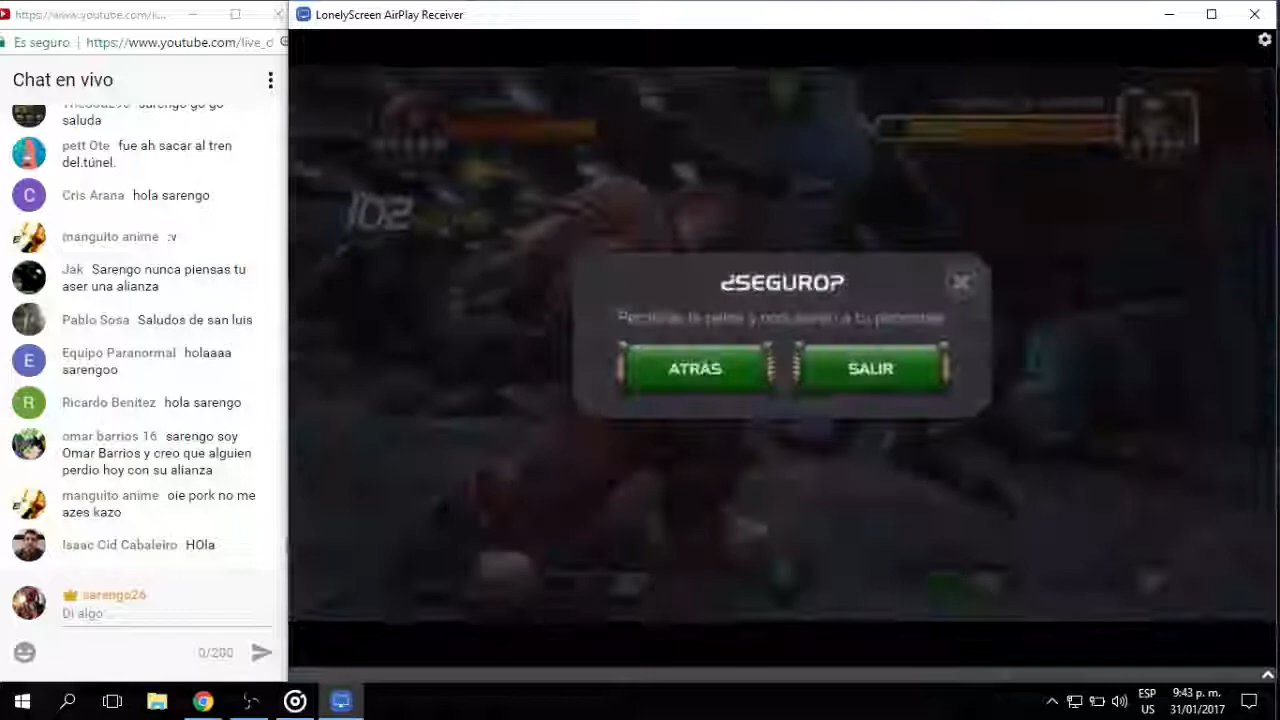 https://www.youtube.com/li...
LonelyScreen AirPlay Receiver
Es seguro
https://www.youtube.com/live_c
Chat en vivo
sarengo go go
saluda
pett Ote fue ah sacar al tren
del.túnel.
Cris Arana hola sarengo
manguito anime :v
Jak Sarengo nunca piensas tu
aser una alianza
Pablo Sosa Saludos de san luis
Equipo Paranormal holaaaa
sarengoo
Ricardo Benitez hola sarengo
omar barrios 16 sarengo soy
Omar Barrios y creo que alguien
perdio hoy con su alianza
manguito anime oie pork no me
azes kazo
Isaac Cid Cabaleiro HOla
sarengo26
Di algo...
0/200
102
¿SEGURO?
ATRÁS
SALIR
ESP
US
9:43 p. m.
31/01/2017